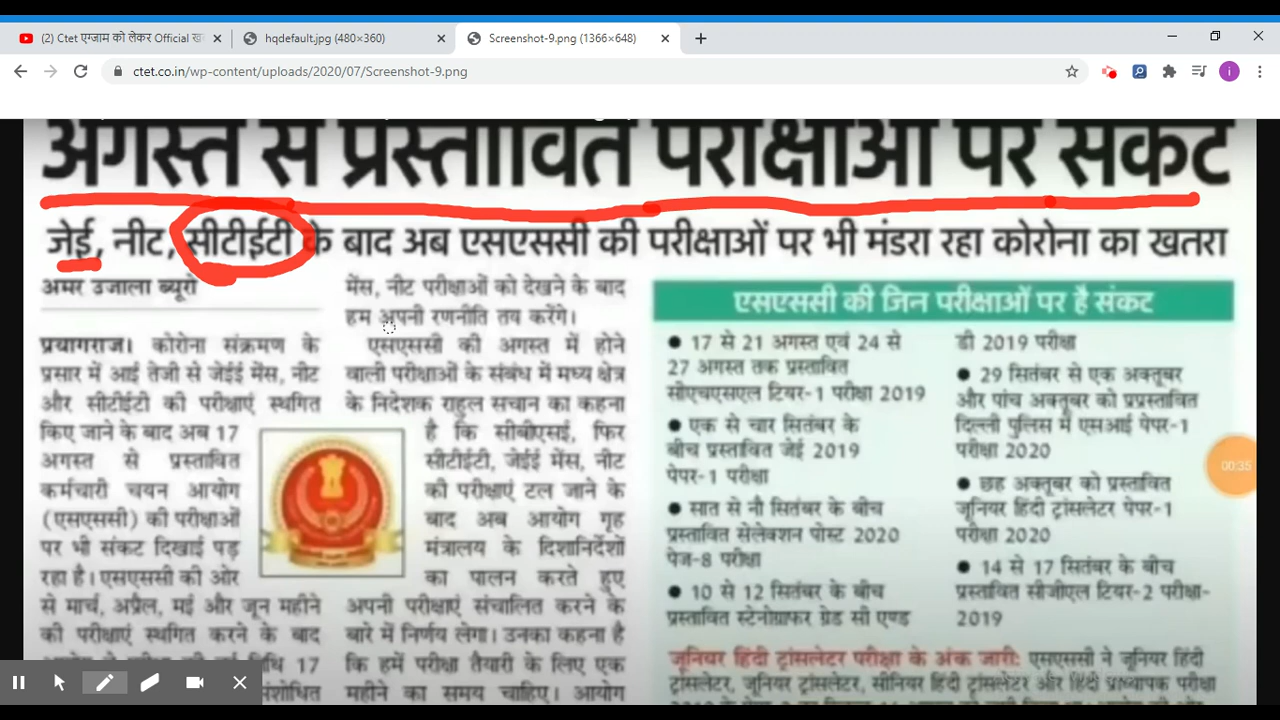 (2) Ctet एग्जाम को लेकर Official ख
hqdefault.jpg (480×360)
Screenshot-9.png (1366×648)
ctet.co.in/wp-content/uploads/2020/07/Screenshot-9.png
i
अगस्त से प्रस्तावित परीक्षाओं पर संकट
जेई, नीट, सीटीईटी के बाद अब एसएससी की परीक्षाओं पर भी मंडरा रहा कोरोना का खतरा
अमर उजाला ब्यूरो
प्रयागराज। कोरोना संक्रमण के
प्रसार में आई तेजी से जेईई मेंस, नीट
और सीटीईटी की परीक्षाएं स्थगित
किए जाने के बाद अब 17
अगस्त से प्रस्तावित
कर्मचारी चयन आयोग
(एसएससी) की परीक्षाओं
पर भी संकट दिखाई पड़
रहा है। एसएससी की ओर
से मार्च, अप्रैल, मई और जून महीने
की परीक्षाएं स्थगित करने के बाद
17
संशोधित
मेंस, नीट परीक्षाओं को देखने के बाद
हम अपनी रणनीति तय करेंगे।
एसएससी की अगस्त में होने
वाली परीक्षाओं के संबंध में मध्य क्षेत्र
के निदेशक राहुल सचान का कहना
है कि सीबीएसई, फिर
सीटीईटी, जेईई मेंस, नीट
की परीक्षाएं टल जाने के
बाद अब आयोग गृह
मंत्रालय के दिशानिर्देशों
का पालन करते हुए
अपनी परीक्षाएं संचालित करने के
बारे में निर्णय लेगा। उनका कहना है
कि हमें परीक्षा तैयारी के लिए एक
महीने का समय चाहिए। आयोग
एसएससी की जिन परीक्षाओं पर है संकट
● 17 से 21 अगस्त एवं 24 से
27 अगस्त तक प्रस्तावित
सीएचएसएल टियर-1 परीक्षा 2019
● एक से चार सितंबर के
बीच प्रस्तावित जेई 2019
पेपर-1 परीक्षा
● सात से नौ सितंबर के बीच
प्रस्तावित सेलेक्शन पोस्ट 2020
पेज-8 परीक्षा
● 10 से 12 सितंबर के बीच
प्रस्तावित स्टेनोग्राफर ग्रेड सी एण्ड
डी 2019 परीक्षा
● 29 सितंबर से एक अक्तूबर
और पांच अक्तूबर को प्रप्रस्तावित
दिल्ली पुलिस में एसआई पेपर-1
परीक्षा 2020
● छह अक्तूबर को प्रस्तावित
जूनियर हिंदी ट्रांसलेटर पेपर-1
परीक्षा 2020
● 14 से 17 सितंबर के बीच
प्रस्तावित सीजीएल टियर-2 परीक्षा-
2019
जूनियर हिंदी ट्रांसलेटर परीक्षा के अंक जारी: एसएससी ने जूनियर हिंदी
ट्रांसलेटर, जूनियर ट्रांसलेटर, सीनियर हिंदी ट्रांसलेटर और हिंदी प्राध्यापक परीक्षा
00:35